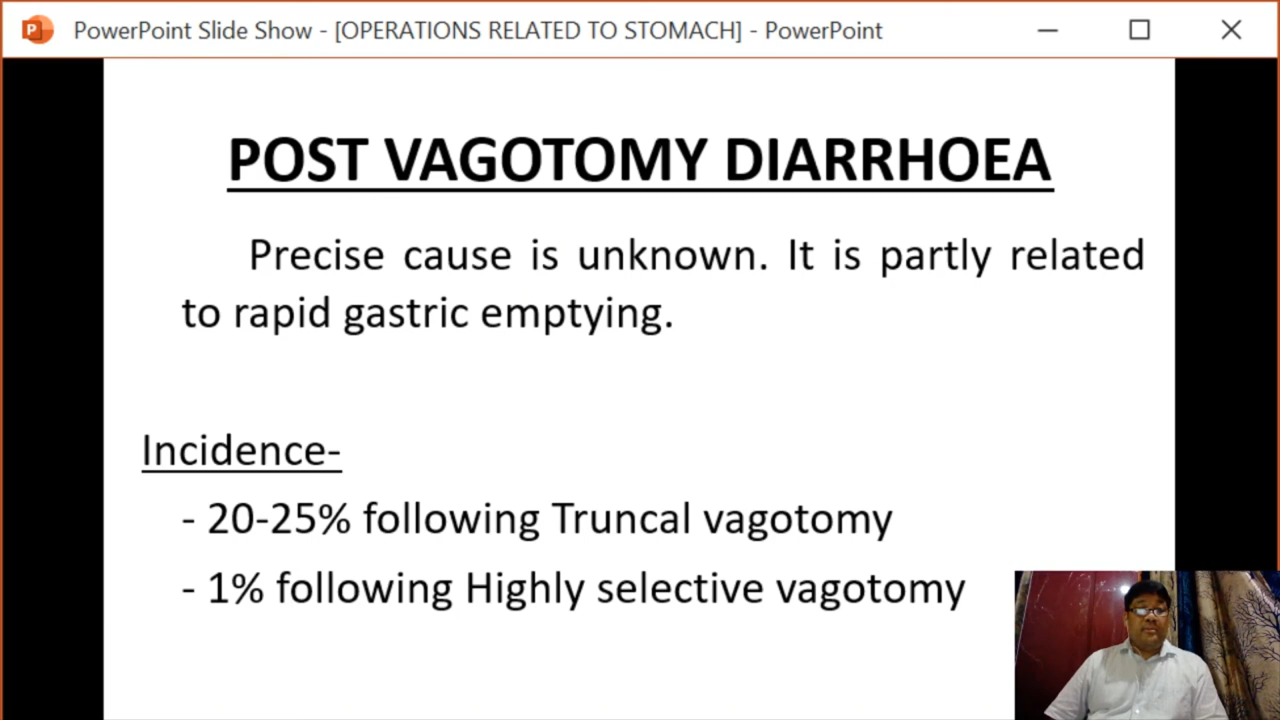 PowerPoint Slide Show - [OPERATIONS RELATED TO STOMACH] - PowerPoint
POST VAGOTOMY DIARRHOEA
Precise cause is unknown. It is partly related
to rapid gastric emptying.
Incidence-
- 20-25% following Truncal vagotomy
- 1% following Highly selective vagotomy